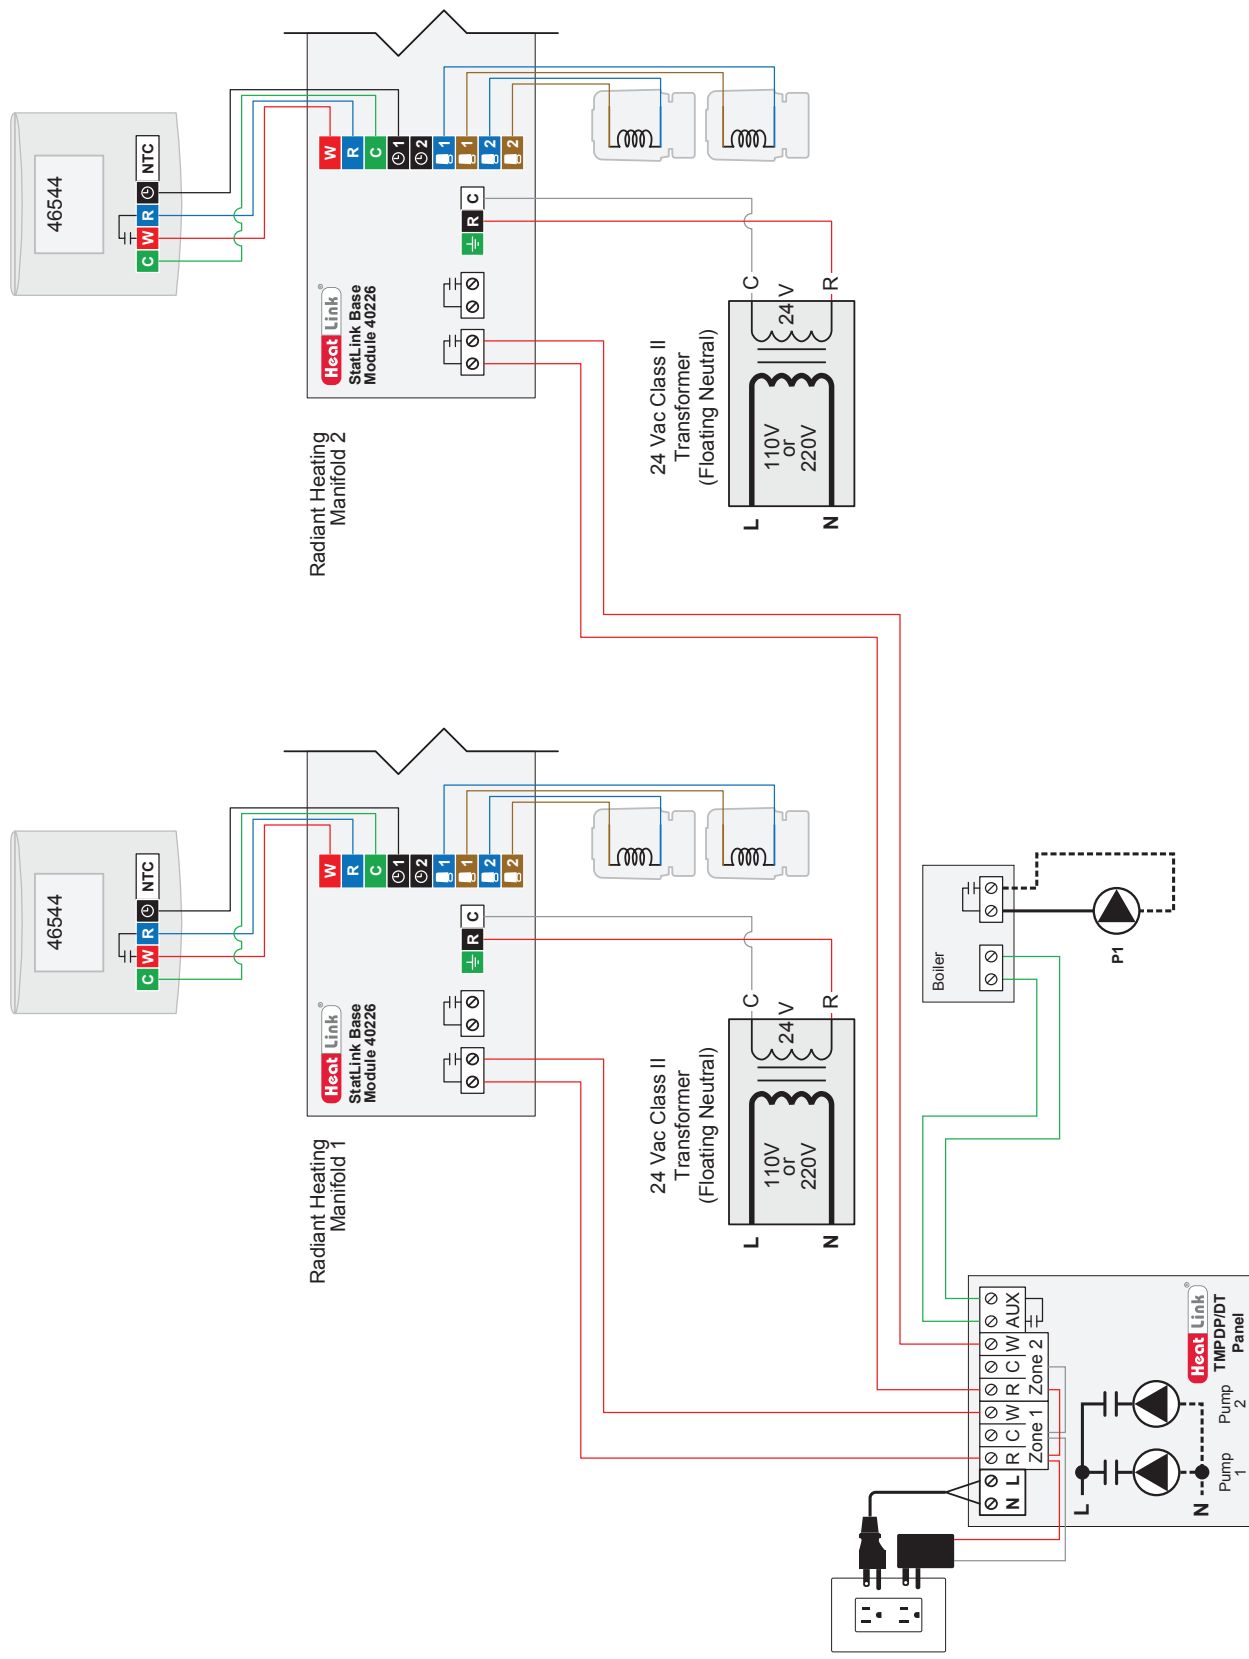 46544
NTC
R
W
C
W
R
C
1
2
1
1
2
2
C
R
Heat Link®
StatLink Base
Module 40226
Radiant Heating
Manifold 1
24 Vac Class II
Transformer
(Floating Neutral)
110V
or
220V
24 V
C
R
L
N
46544
NTC
R
W
C
W
R
C
1
2
1
1
2
2
C
R
Heat Link®
StatLink Base
Module 40226
Radiant Heating
Manifold 2
24 Vac Class II
Transformer
(Floating Neutral)
110V
or
220V
24 V
C
R
L
N
Boiler
P1
N L
R C W
Zone 1
R C W
Zone 2
AUX
L
N
Pump
1
Pump
2
Heat Link®
TMPDP/DT
Panel